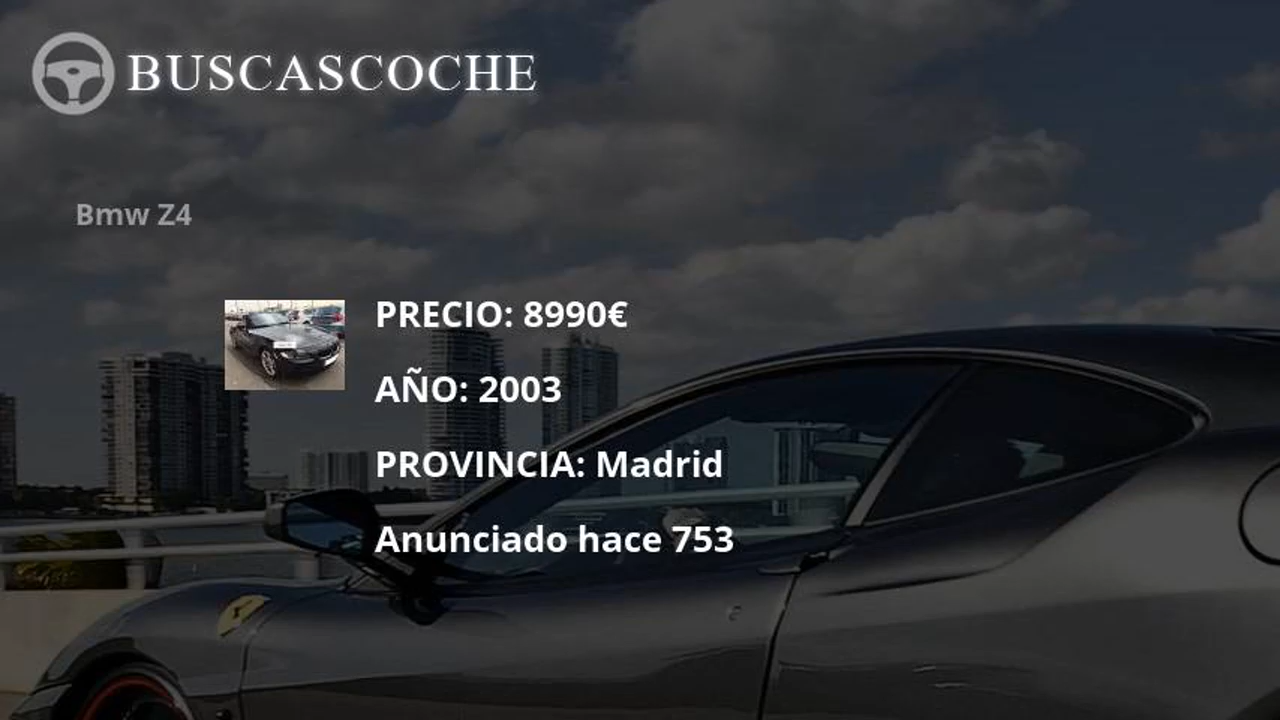 BUSCASCOCHE
Bmw Z4
PRECIO: 8990€
AÑO: 2003
PROVINCIA: Madrid
Anunciado hace 753